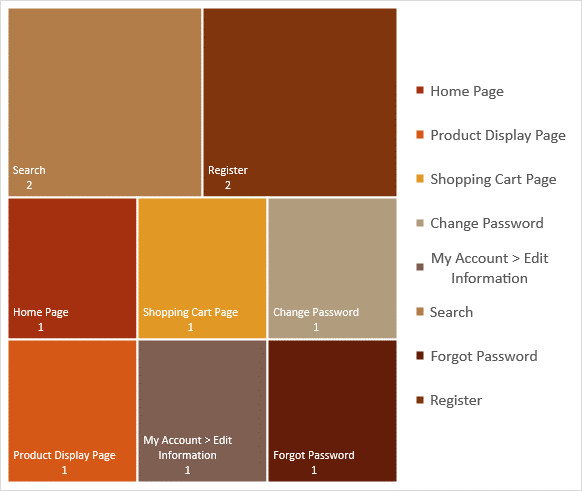 Search
2
Register
2
Home Page
1
Shopping Cart Page
1
Change Password
1
Product Display Page
1
My Account > Edit
Information
1
Forgot Password
1
Home Page
Product Display Page
Shopping Cart Page
Change Password
My Account > Edit
Information
Search
Forgot Password
Register